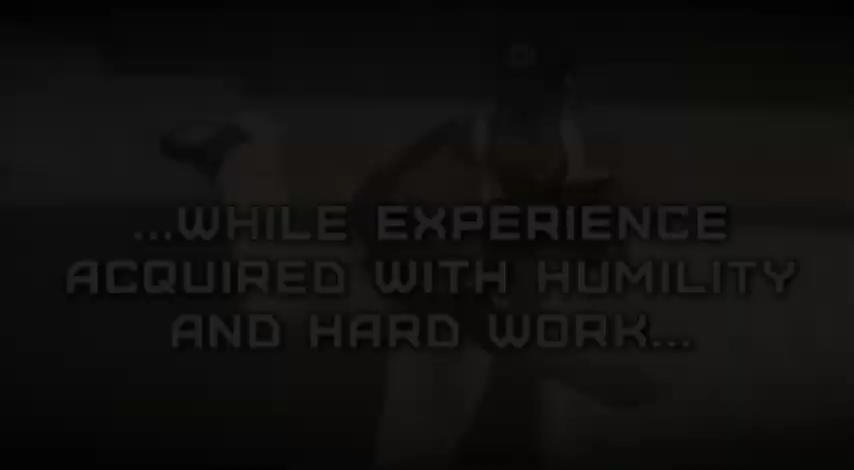 ...WHILE EXPERIENCE
ACQUIRED WITH HUMILITY
AND HARD WORK...